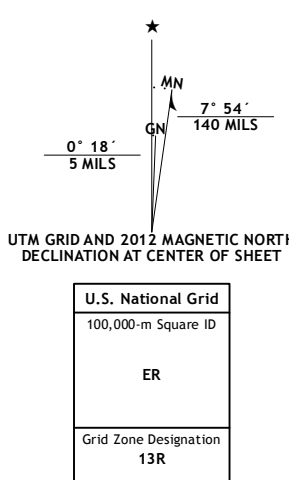 ★
MN
7° 54´
140 MILS
GN
0° 18´
5 MILS
UTM GRID AND 2012 MAGNETIC NORTH
DECLINATION AT CENTER OF SHEET
U.S. National Grid
100,000-m Square ID
ER
Grid Zone Designation
13R